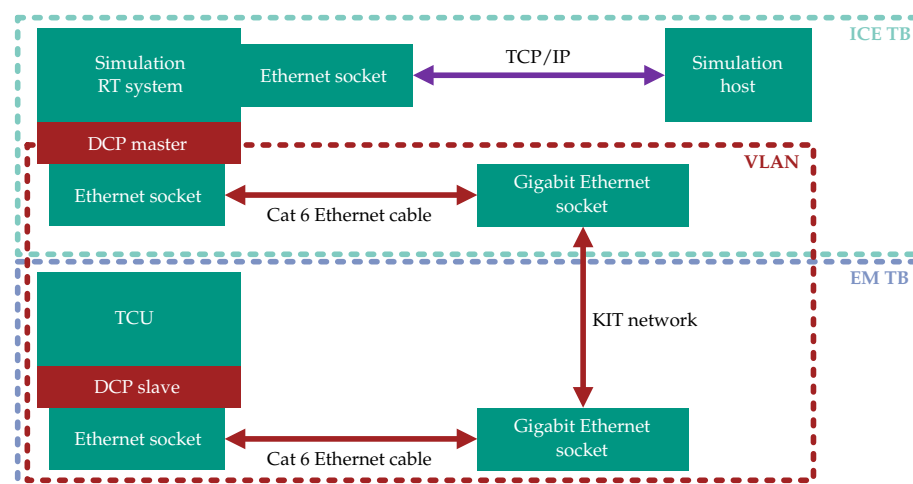 ICE TB
Simulation
RT system
Ethernet socket
TCP/IP
Simulation
host
DCP master
VLAN
Ethernet socket
Cat 6 Ethernet cable
Gigabit Ethernet
socket
EM TB
TCU
KIT network
DCP slave
Ethernet socket
Cat 6 Ethernet cable
Gigabit Ethernet
socket